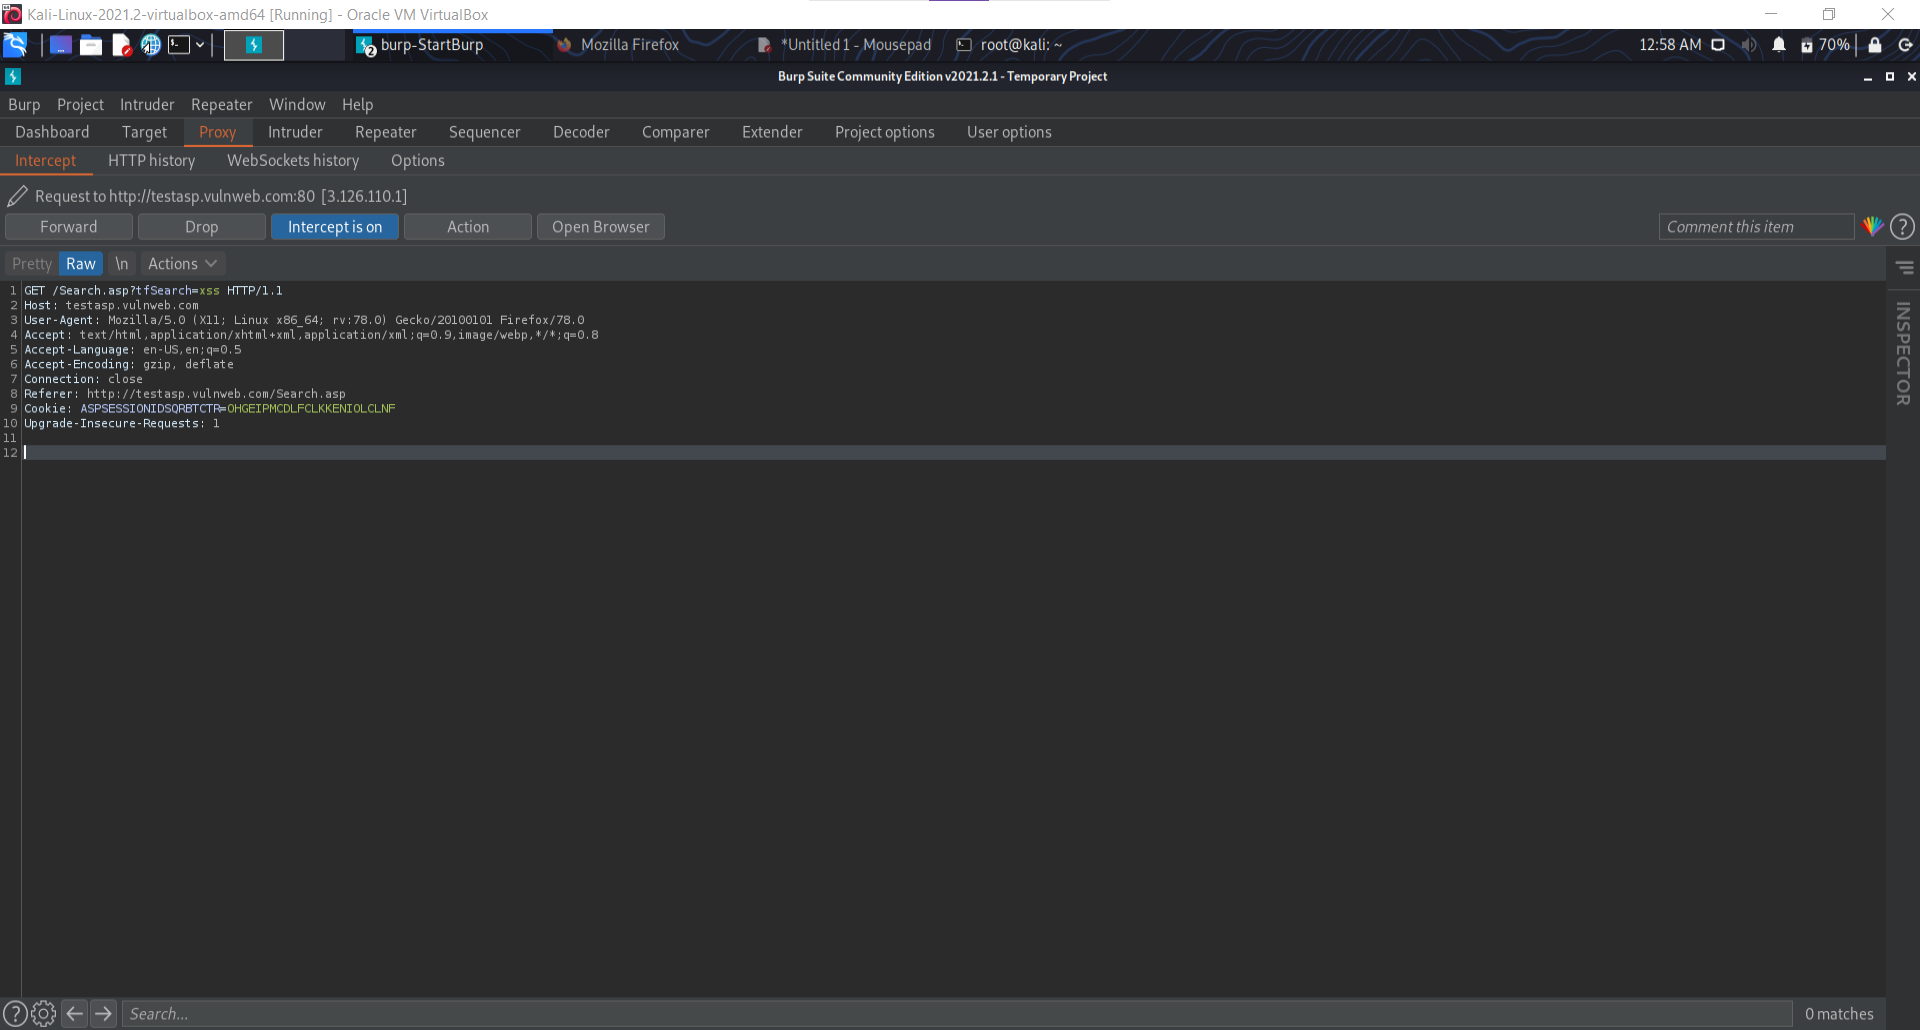 Kali-Linux-2021.2-virtualbox-amd64 [Running] - Oracle VM VirtualBox
2 burp-StartBurp Mozilla Firefox *Untitled 1 - Mousepad root@kali: ~ 12:58 AM 70%
Burp Suite Community Edition v2021.2.1 - Temporary Project
Burp Project Intruder Repeater Window Help
Dashboard Target Proxy Intruder Repeater Sequencer Decoder Comparer Extender Project options User options
Intercept HTTP history WebSockets history Options
Request to http://testasp.vulnweb.com:80 [3.126.110.1]
Forward Drop Intercept is on Action Open Browser Comment this item ?
Pretty Raw \n Actions
1 GET /Search.asp?tfSearch=xss HTTP/1.1
2 Host: testasp.vulnweb.com
3 User-Agent: Mozilla/5.0 (X11; Linux x86_64; rv:78.0) Gecko/20100101 Firefox/78.0
4 Accept: text/html,application/xhtml+xml,application/xml;q=0.9,image/webp,*/*;q=0.8
5 Accept-Language: en-US,en;q=0.5
6 Accept-Encoding: gzip, deflate
7 Connection: close
8 Referer: http://testasp.vulnweb.com/Search.asp
9 Cookie: ASPSESSIONIDSQRBTCTR=OHGEIPMCDLFCLKKENIOLCLNF
10 Upgrade-Insecure-Requests: 1
11
12
INSPECTOR
? Search... 0 matches